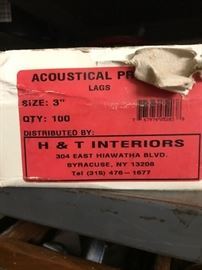 ACOUSTICAL PR
LAGS
SIZE: 3"
QTY: 100
DISTRIBUTED BY:
H & T INTERIORS
304 EAST HIAWATHA BLVD.
SYRACUSE, NY 13208
Tel (315) 476-1677